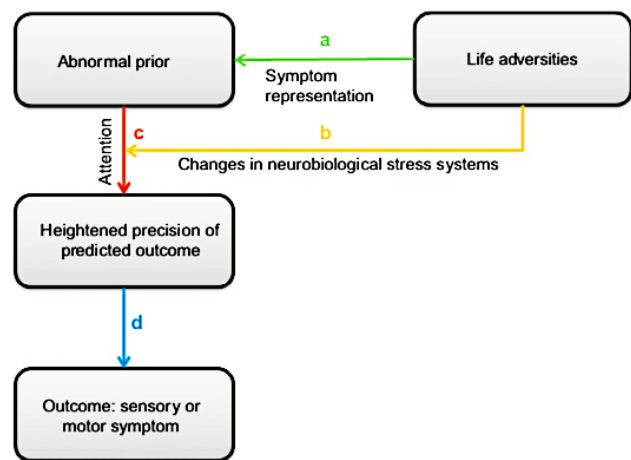 Abnormal prior
a
Life adversities
Symptom
representation
Attention
c
b
Changes in neurobiological stress systems
Heightened precision of
predicted outcome
d
Outcome: sensory or
motor symptom